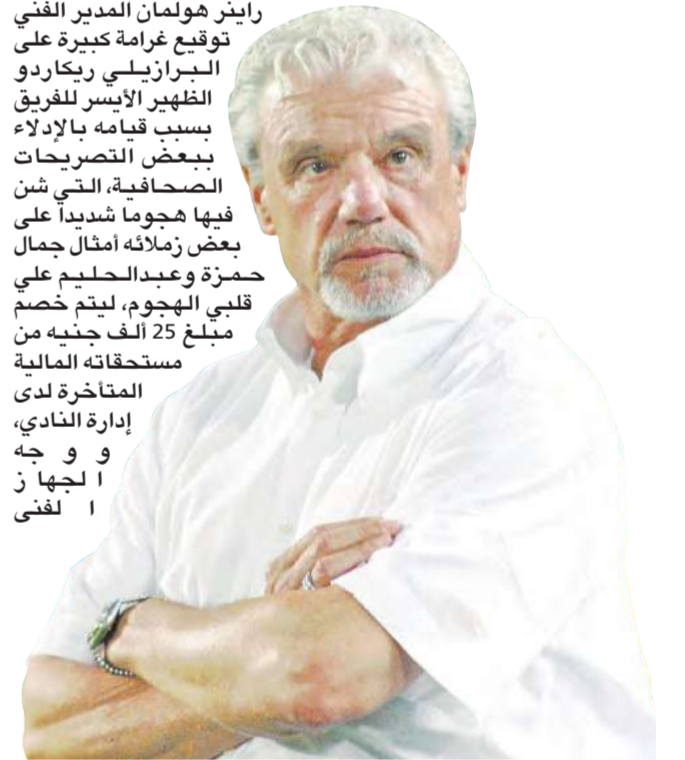 راينر هولمان المدير الفني
توقيع غرامة كبيرة على
البرازيلي ريكاردو
الظهير الأيسر للفريق
بسبب قيامه بالإدلاء
ببعض التصريحات
الصحافية، التي شن
فيها هجوما شديدا على
بعض زملائه أمثال جمال
حمزة وعبدالحليم علي
قلبي الهجوم، ليتم خصم
مبلغ 25 ألف جنيه من
مستحقاته المالية
المتأخرة لدى
إدارة النادي،
و و جه
ا لجها ز
ا لفنى